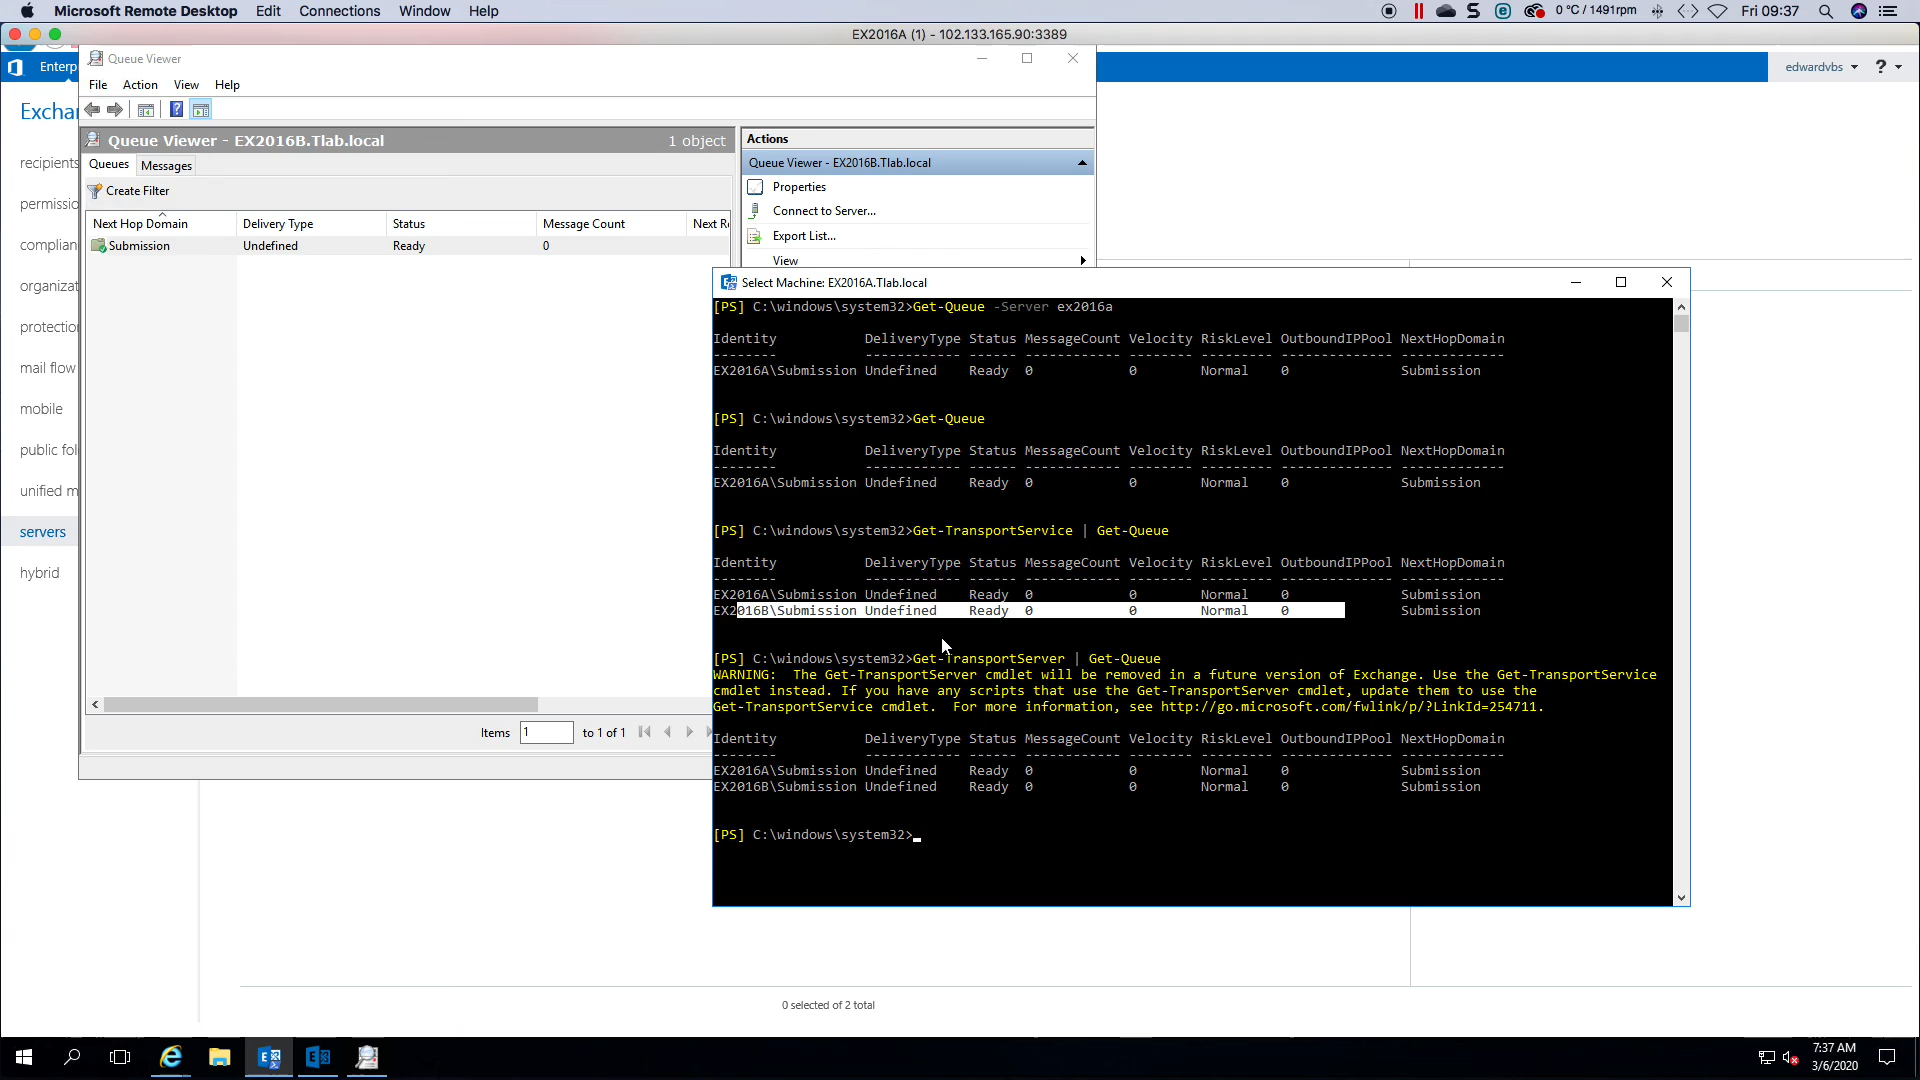 Microsoft Remote Desktop Edit Connections Window Help
0 °C / 1491rpm Fri 09:37
EX2016A (1) - 102.133.165.90:3389
Enterp
edwardvbs ?
Exchan
recipients
permissio
complian
organizat
protection
mail flow
mobile
public fol
unified m
servers
hybrid
Queue Viewer
File Action View Help
Queue Viewer - EX2016B.Tlab.local 1 object
Queues Messages
Create Filter
Next Hop Domain Delivery Type Status Message Count Next R
Submission Undefined Ready 0
Items 1 to 1 of 1
Actions
Queue Viewer - EX2016B.Tlab.local
Properties
Connect to Server...
Export List...
View
Select Machine: EX2016A.Tlab.local
[PS] C:\windows\system32>Get-Queue -Server ex2016a
Identity DeliveryType Status MessageCount Velocity RiskLevel OutboundIPPool NextHopDomain
-------- ------------ ------ ------------ -------- --------- -------------- -------------
EX2016A\Submission Undefined Ready 0 0 Normal 0 Submission
[PS] C:\windows\system32>Get-Queue
Identity DeliveryType Status MessageCount Velocity RiskLevel OutboundIPPool NextHopDomain
-------- ------------ ------ ------------ -------- --------- -------------- -------------
EX2016A\Submission Undefined Ready 0 0 Normal 0 Submission
[PS] C:\windows\system32>Get-TransportService | Get-Queue
Identity DeliveryType Status MessageCount Velocity RiskLevel OutboundIPPool NextHopDomain
-------- ------------ ------ ------------ -------- --------- -------------- -------------
EX2016A\Submission Undefined Ready 0 0 Normal 0 Submission
EX2016B\Submission Undefined Ready 0 0 Normal 0 Submission
[PS] C:\windows\system32>Get-TransportServer | Get-Queue
WARNING: The Get-TransportServer cmdlet will be removed in a future version of Exchange. Use the Get-TransportService
cmdlet instead. If you have any scripts that use the Get-TransportServer cmdlet, update them to use the
Get-TransportService cmdlet. For more information, see http://go.microsoft.com/fwlink/p/?LinkId=254711.
Identity DeliveryType Status MessageCount Velocity RiskLevel OutboundIPPool NextHopDomain
-------- ------------ ------ ------------ -------- --------- -------------- -------------
EX2016A\Submission Undefined Ready 0 0 Normal 0 Submission
EX2016B\Submission Undefined Ready 0 0 Normal 0 Submission
[PS] C:\windows\system32>
0 selected of 2 total
7:37 AM
3/6/2020